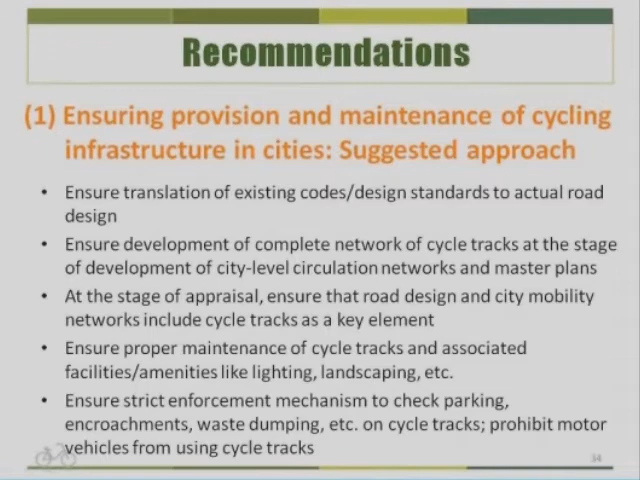 Recommendations
(1) Ensuring provision and maintenance of cycling
infrastructure in cities: Suggested approach
• Ensure translation of existing codes/design standards to actual road
design
• Ensure development of complete network of cycle tracks at the stage
of development of city-level circulation networks and master plans
• At the stage of appraisal, ensure that road design and city mobility
networks include cycle tracks as a key element
• Ensure proper maintenance of cycle tracks and associated
facilities/amenities like lighting, landscaping, etc.
• Ensure strict enforcement mechanism to check parking,
encroachments, waste dumping, etc. on cycle tracks; prohibit motor
vehicles from using cycle tracks
34